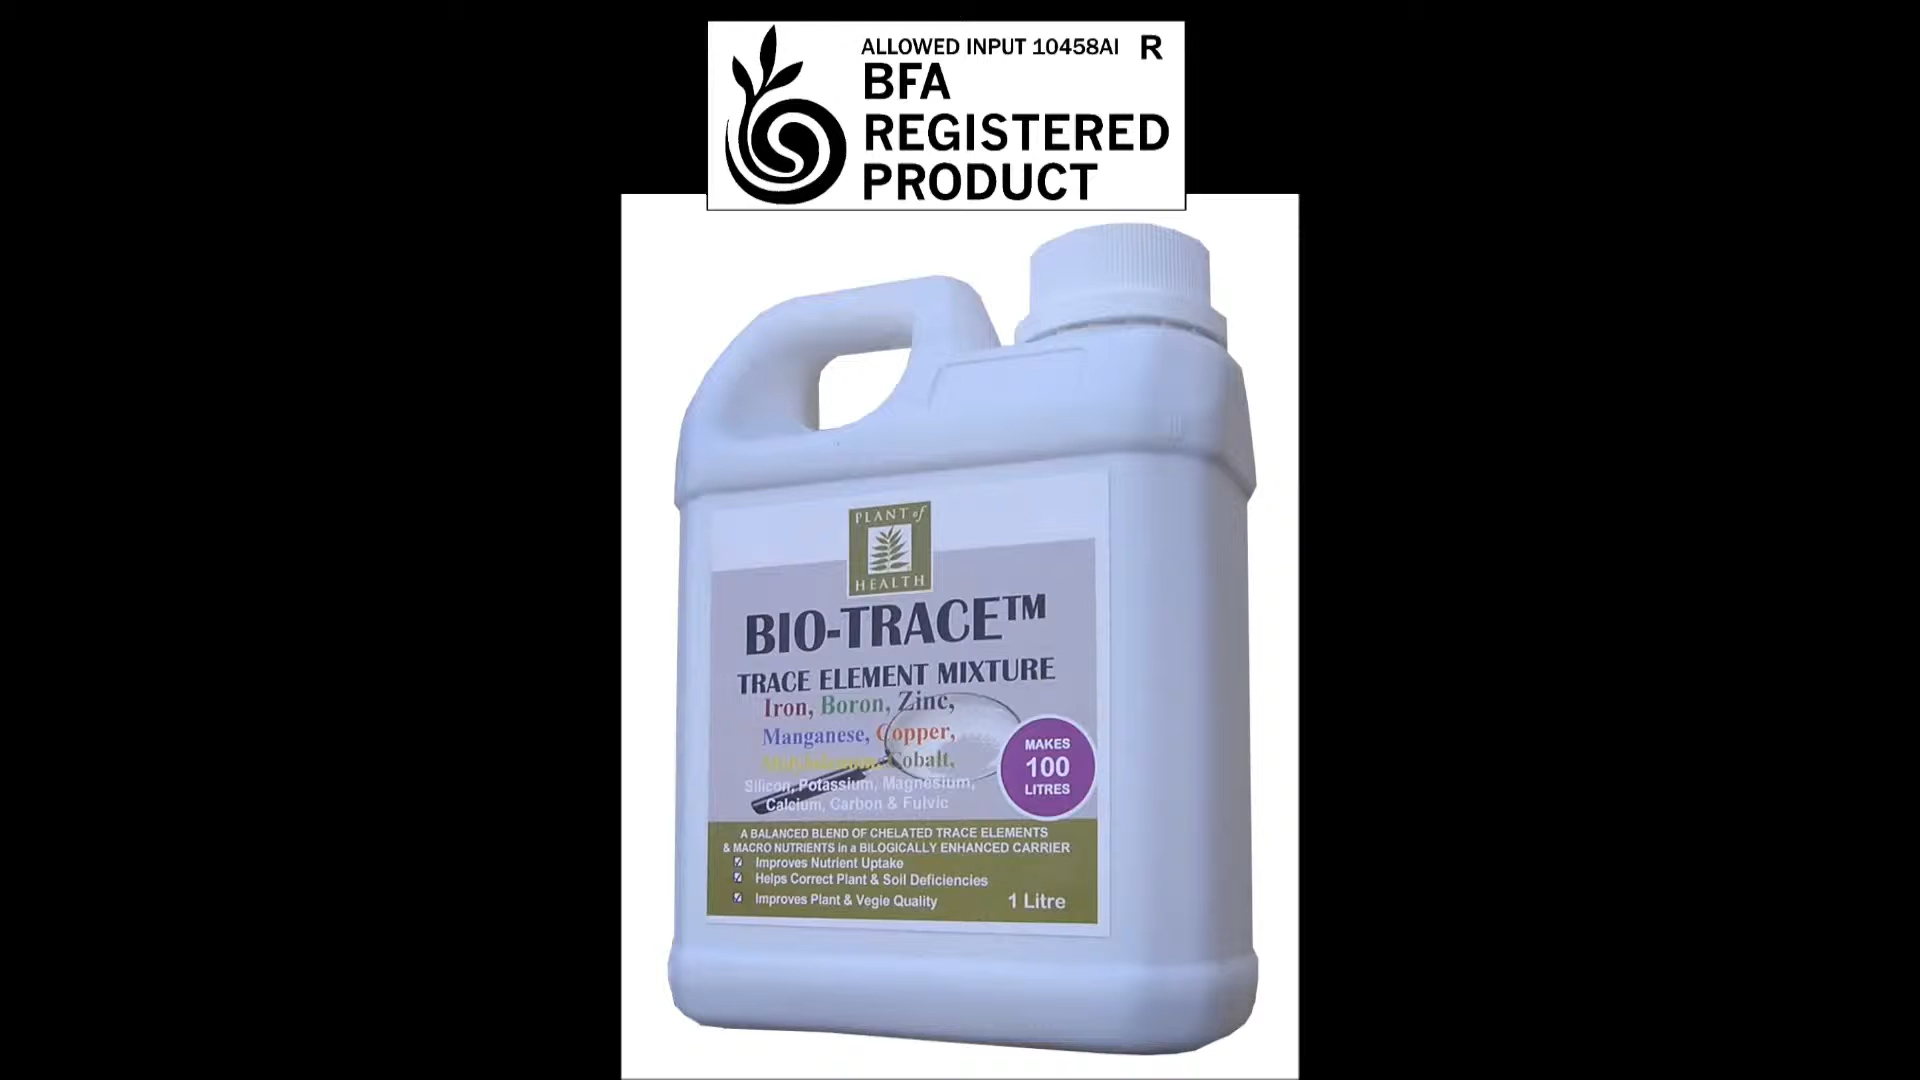 ALLOWED INPUT 10458AI R
BFA
REGISTERED
PRODUCT
PLANT of
HEALTH
BIO-TRACE™
TRACE ELEMENT MIXTURE
Iron, Boron, Zinc,
Manganese, Copper,
Cobalt,
Silicon, Potassium, Magnesium,
Calcium, Carbon & Fulvic
MAKES
100
LITRES
A BALANCED BLEND OF CHELATED TRACE ELEMENTS
& MACRO NUTRIENTS in a BILOGICALLY ENHANCED CARRIER
Improves Nutrient Uptake
Helps Correct Plant & Soil Deficiencies
Improves Plant & Vegie Quality
1 Litre